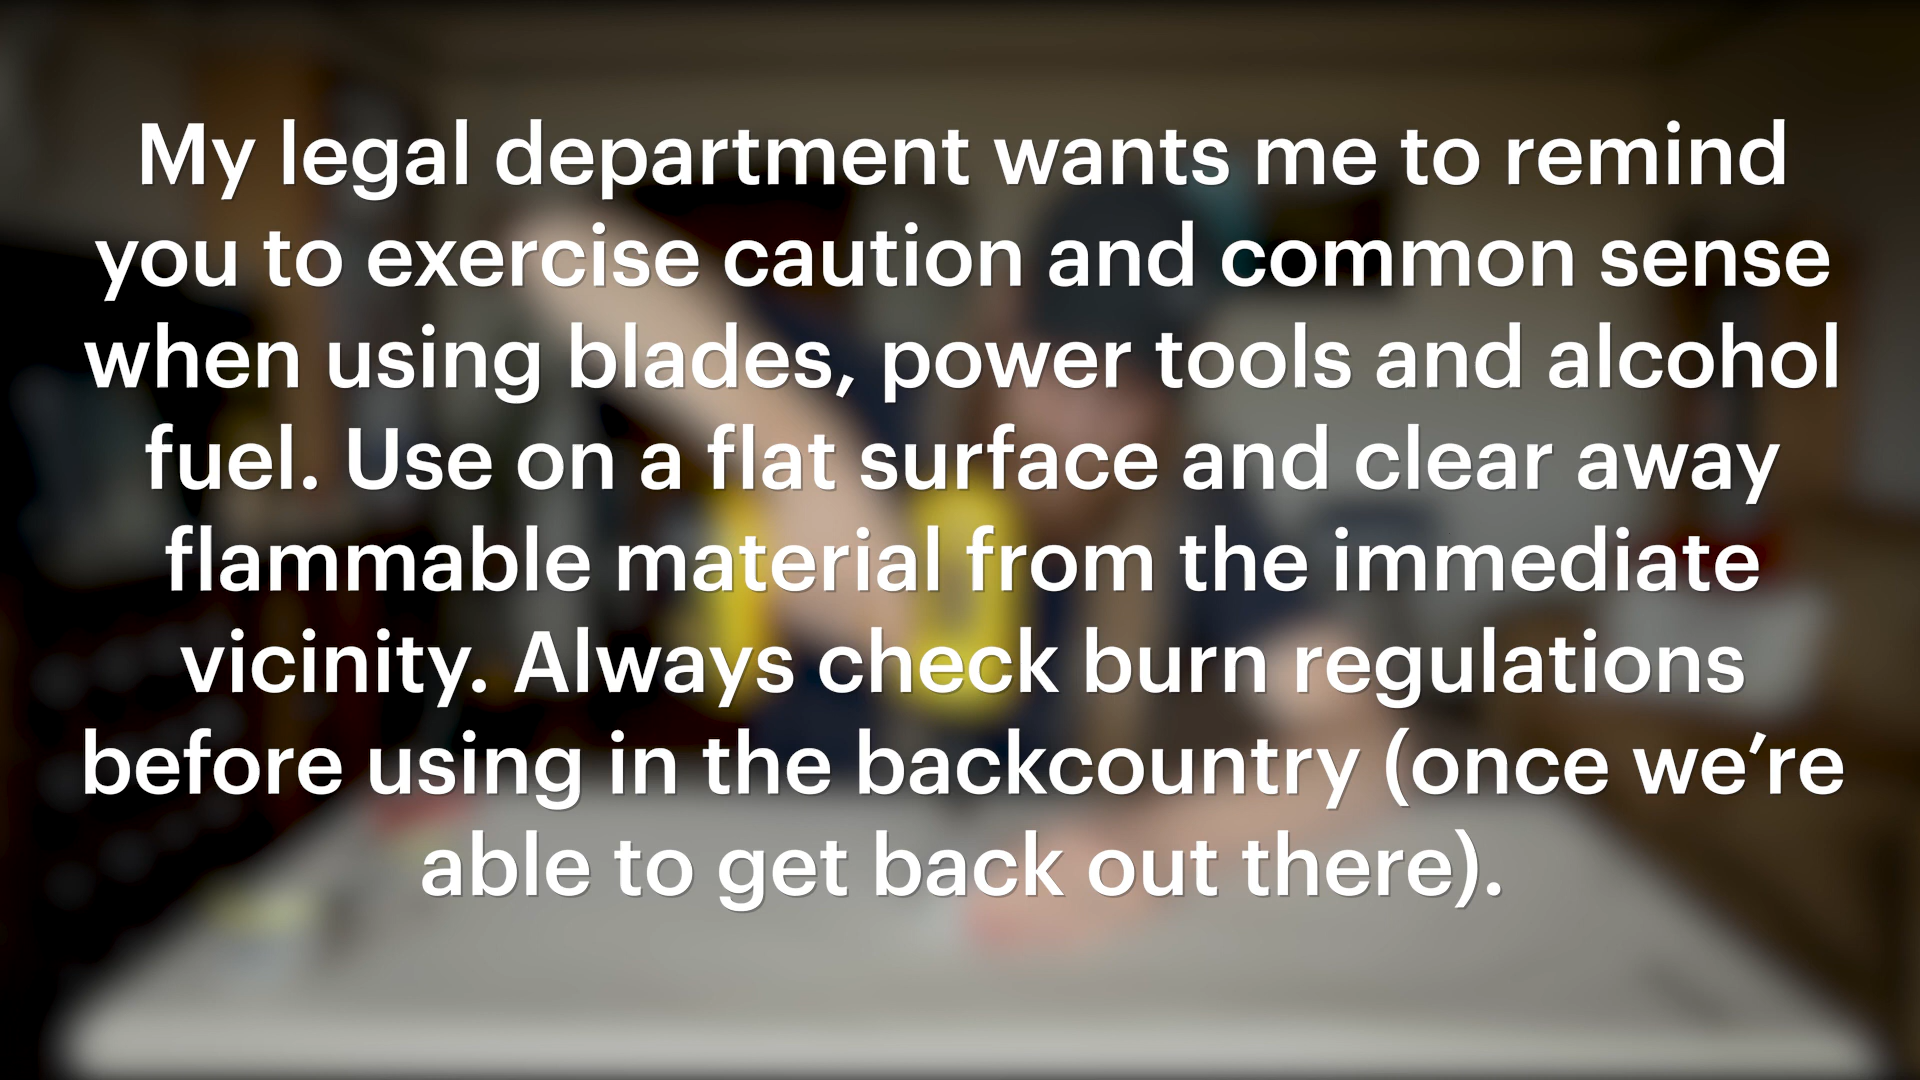 My legal department wants me to remind
you to exercise caution and common sense
when using blades, power tools and alcohol
fuel. Use on a flat surface and clear away
flammable material from the immediate
vicinity. Always check burn regulations
before using in the backcountry (once we’re
able to get back out there).